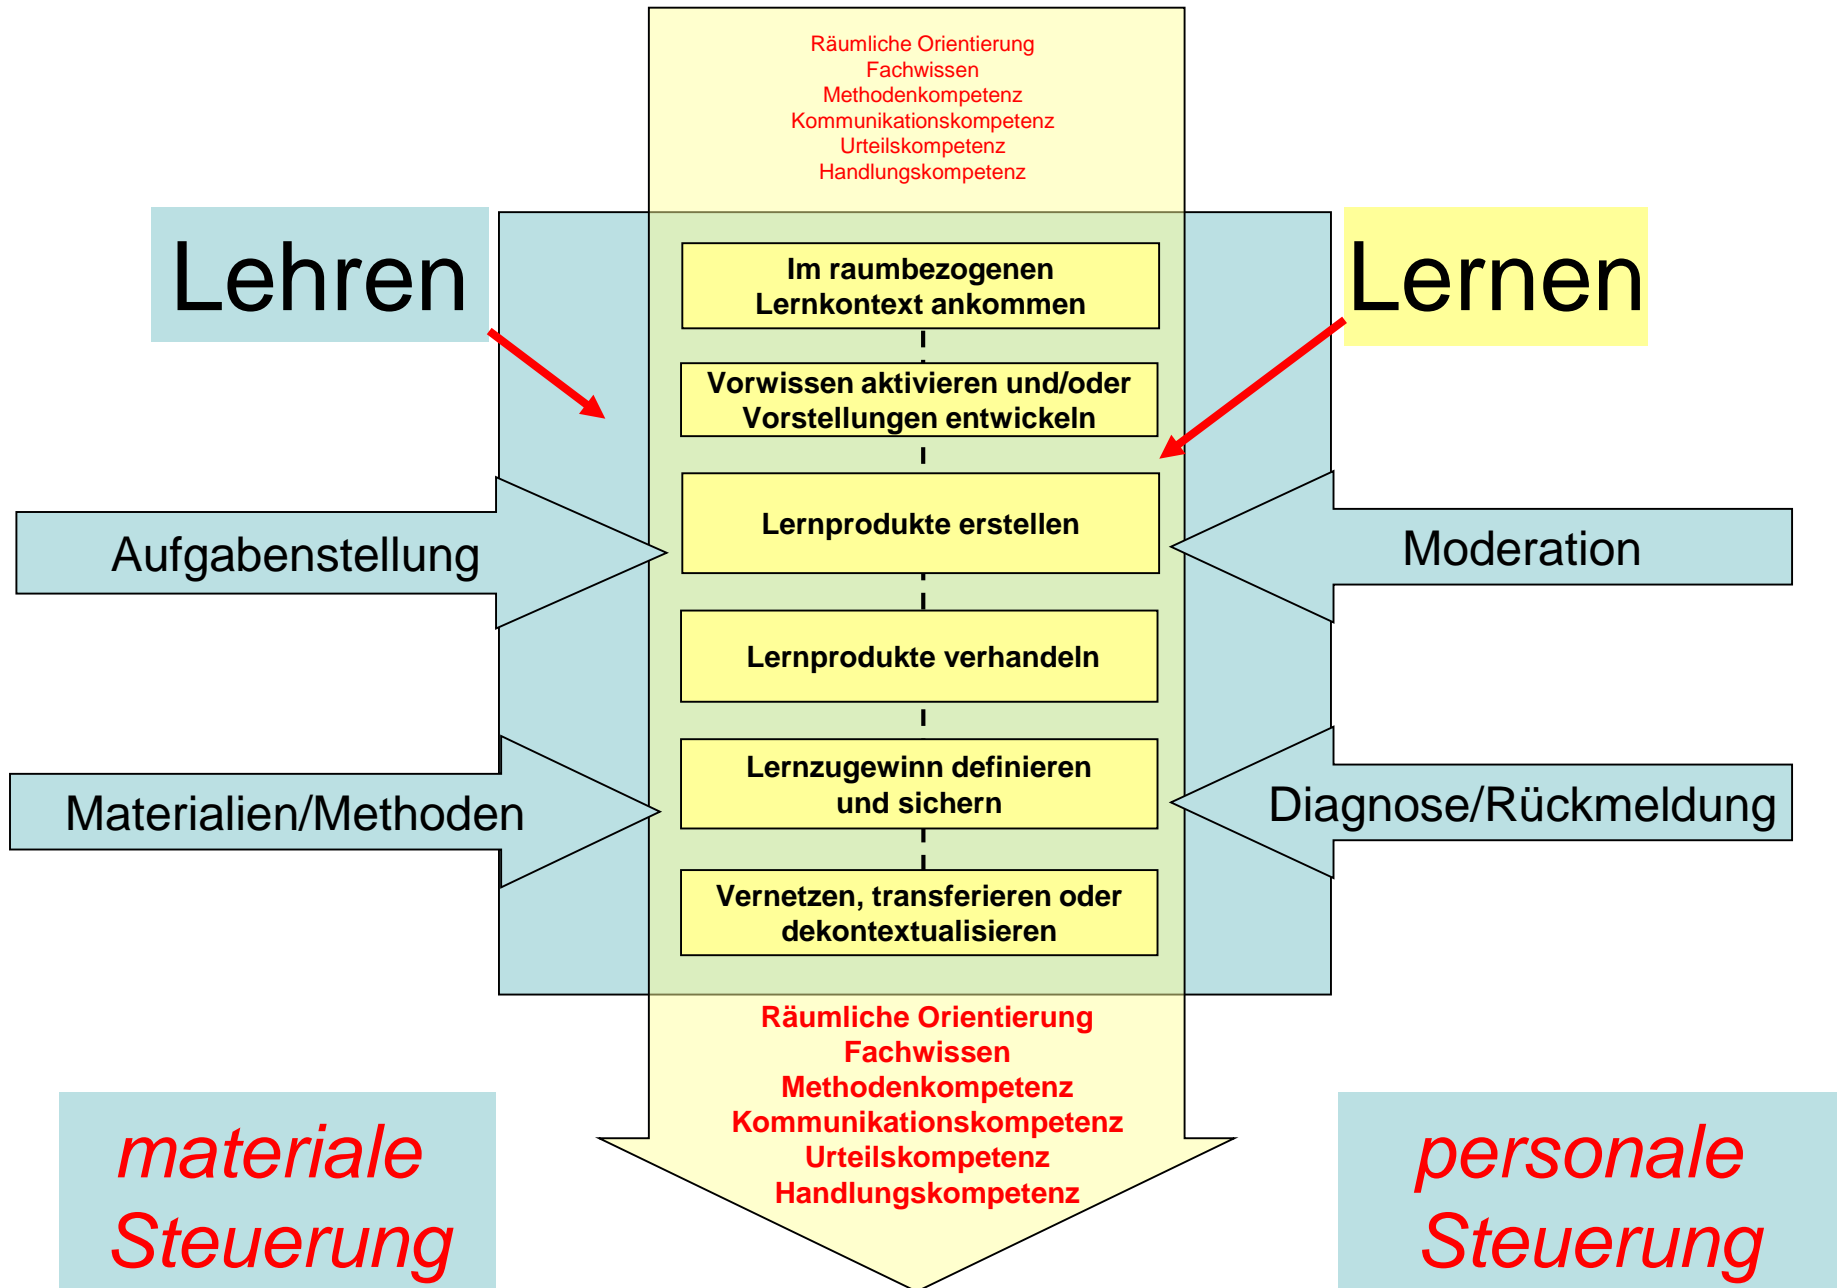 Räumliche Orientierung
Fachwissen
Methodenkompetenz
Kommunikationskompetenz
Urteilskompetenz
Handlungskompetenz
Lehren
Lernen
Im raumbezogenen
Lernkontext ankommen
Vorwissen aktivieren und/oder
Vorstellungen entwickeln
Lernprodukte erstellen
Aufgabenstellung
Moderation
Lernprodukte verhandeln
Lernzugewinn definieren
und sichern
Materialien/Methoden
Diagnose/Rückmeldung
Vernetzen, transferieren oder
dekontextualisieren
Räumliche Orientierung
Fachwissen
Methodenkompetenz
Kommunikationskompetenz
Urteilskompetenz
Handlungskompetenz
materiale
Steuerung
personale
Steuerung